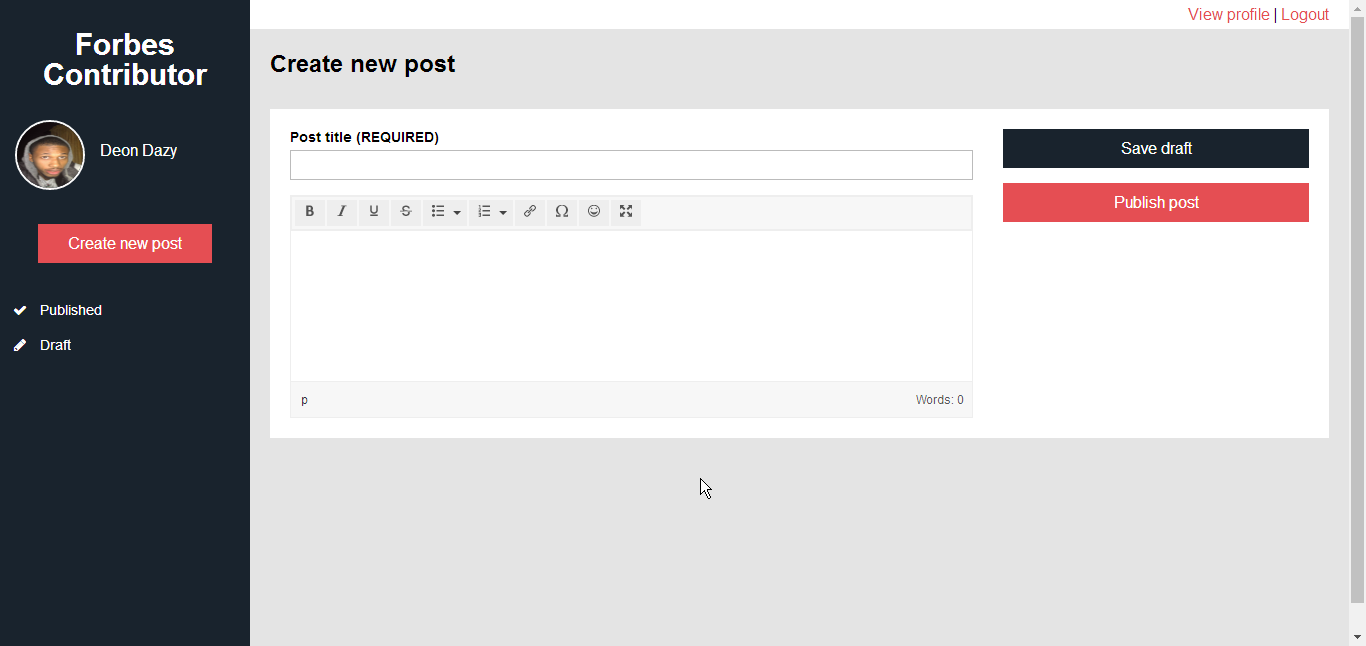 View profile | Logout
Forbes
Contributor
Deon Dazy
Create new post
Published
Draft
Create new post
Post title (REQUIRED)
B I U S Ω
p
Words: 0
Save draft
Publish post